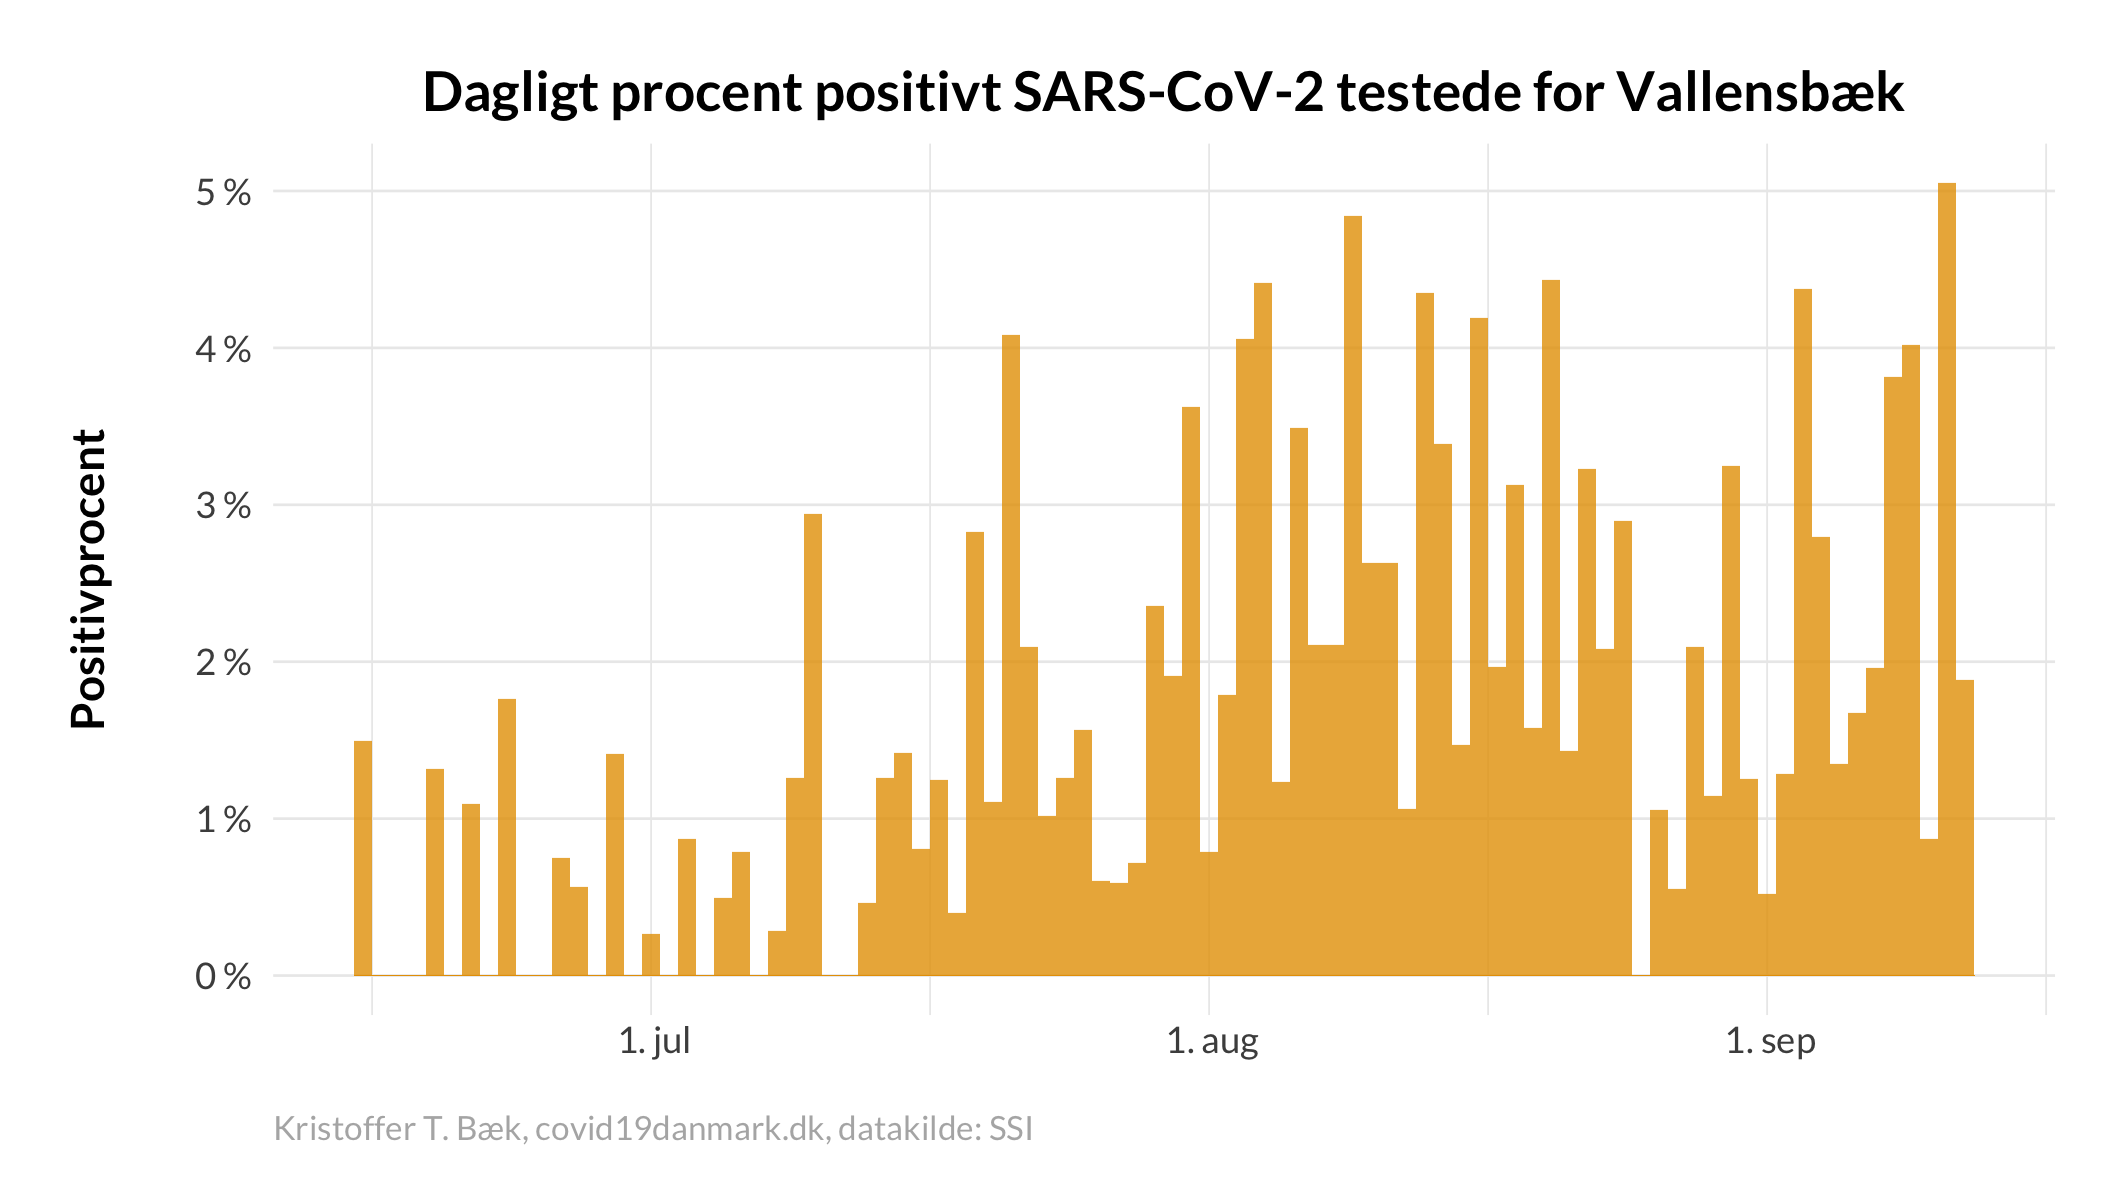 Dagligt procent positivt SARS-CoV-2 testede for Vallensbæk
Positivprocent
5 %
4 %
3 %
2 %
1 %
0 %
1. jul
1. aug
1. sep
Kristoffer T. Bæk, covid19danmark.dk, datakilde: SSI